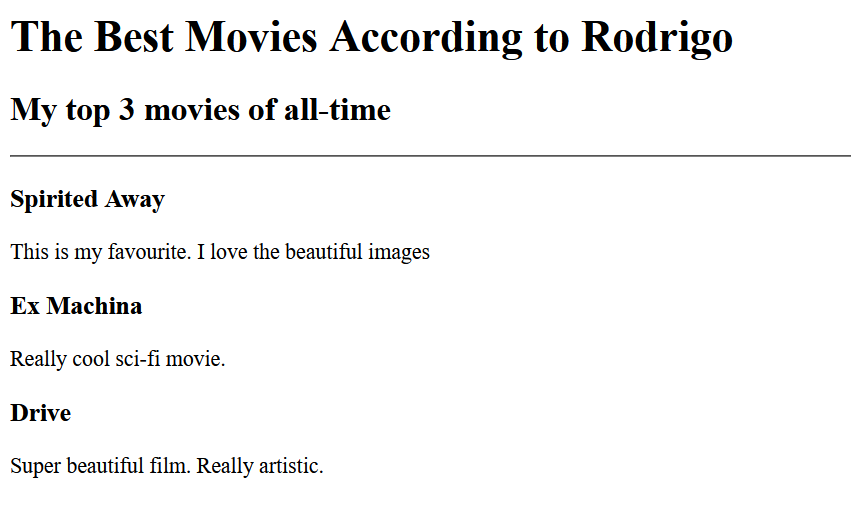 The Best Movies According to Rodrigo
My top 3 movies of all-time
Spirited Away
This is my favourite. I love the beautiful images
Ex Machina
Really cool sci-fi movie.
Drive
Super beautiful film. Really artistic.